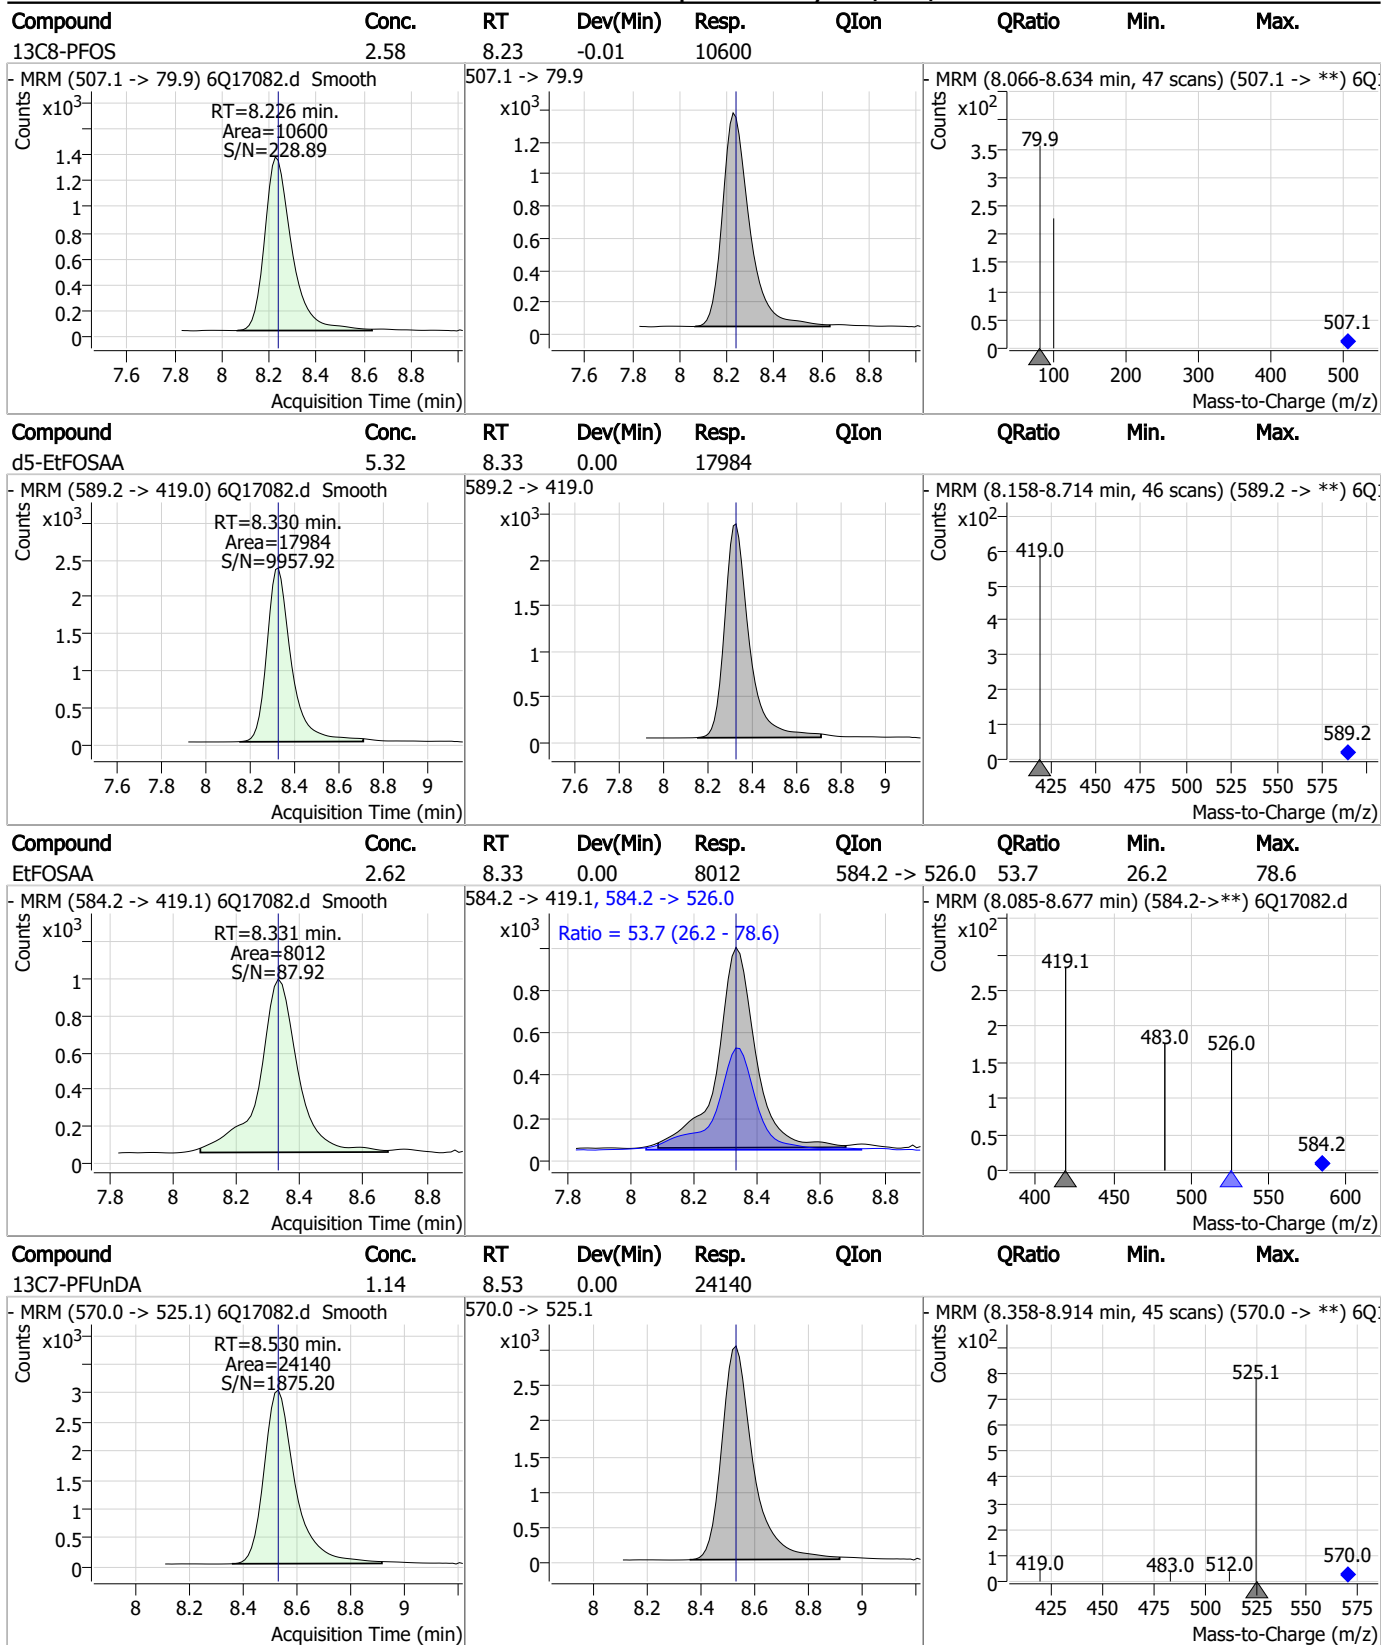 Compound Conc. RT Dev(Min) Resp. QIon QRatio Min. Max.
13C8-PFOS 2.58 8.23 -0.01 10600
- MRM (507.1 -> 79.9) 6Q17082.d Smooth
507.1 -> 79.9
- MRM (8.066-8.634 min, 47 scans) (507.1 -> **) 6Q
Counts
x10³
RT=8.226 min.
Area=10600
S/N=228.89
1.4
1.2
1
0.8
0.6
0.4
0.2
0
7.6 7.8 8 8.2 8.4 8.6 8.8
Acquisition Time (min)
x10³
1.2
1
0.8
0.6
0.4
0.2
0
7.6 7.8 8 8.2 8.4 8.6 8.8
Acquisition Time (min)
Counts
x10²
79.9
3.5
3
2.5
2
1.5
1
0.5
0
507.1
100 200 300 400 500
Mass-to-Charge (m/z)
Compound Conc. RT Dev(Min) Resp. QIon QRatio Min. Max.
d5-EtFOSAA 5.32 8.33 0.00 17984
- MRM (589.2 -> 419.0) 6Q17082.d Smooth
589.2 -> 419.0
- MRM (8.158-8.714 min, 46 scans) (589.2 -> **) 6Q
Counts
x10³
RT=8.330 min.
Area=17984
S/N=9957.92
2.5
2
1.5
1
0.5
0
7.6 7.8 8 8.2 8.4 8.6 8.8 9
Acquisition Time (min)
x10³
2
1.5
1
0.5
0
7.6 7.8 8 8.2 8.4 8.6 8.8 9
Acquisition Time (min)
Counts
x10²
419.0
6
5
4
3
2
1
0
589.2
425 450 475 500 525 550 575
Mass-to-Charge (m/z)
Compound Conc. RT Dev(Min) Resp. QIon QRatio Min. Max.
EtFOSAA 2.62 8.33 0.00 8012 584.2 -> 526.0 53.7 26.2 78.6
- MRM (584.2 -> 419.1) 6Q17082.d Smooth
584.2 -> 419.1, 584.2 -> 526.0
- MRM (8.085-8.677 min) (584.2->**) 6Q17082.d
Counts
x10³
RT=8.331 min.
Area=8012
S/N=87.92
1
0.8
0.6
0.4
0.2
0
7.8 8 8.2 8.4 8.6 8.8
Acquisition Time (min)
x10³
Ratio = 53.7 (26.2 - 78.6)
0.8
0.6
0.4
0.2
0
7.8 8 8.2 8.4 8.6 8.8
Acquisition Time (min)
Counts
x10²
419.1
483.0
526.0
584.2
2.5
2
1.5
1
0.5
0
400 450 500 550 600
Mass-to-Charge (m/z)
Compound Conc. RT Dev(Min) Resp. QIon QRatio Min. Max.
13C7-PFUnDA 1.14 8.53 0.00 24140
- MRM (570.0 -> 525.1) 6Q17082.d Smooth
570.0 -> 525.1
- MRM (8.358-8.914 min, 45 scans) (570.0 -> **) 6Q
Counts
x10³
RT=8.530 min.
Area=24140
S/N=1875.20
3
2.5
2
1.5
1
0.5
0
8 8.2 8.4 8.6 8.8 9
Acquisition Time (min)
x10³
2.5
2
1.5
1
0.5
0
8 8.2 8.4 8.6 8.8 9
Acquisition Time (min)
Counts
x10²
525.1
8
7
6
5
4
3
2
1
0
419.0
483.0
512.0
570.0
425 450 475 500 525 550 575
Mass-to-Charge (m/z)